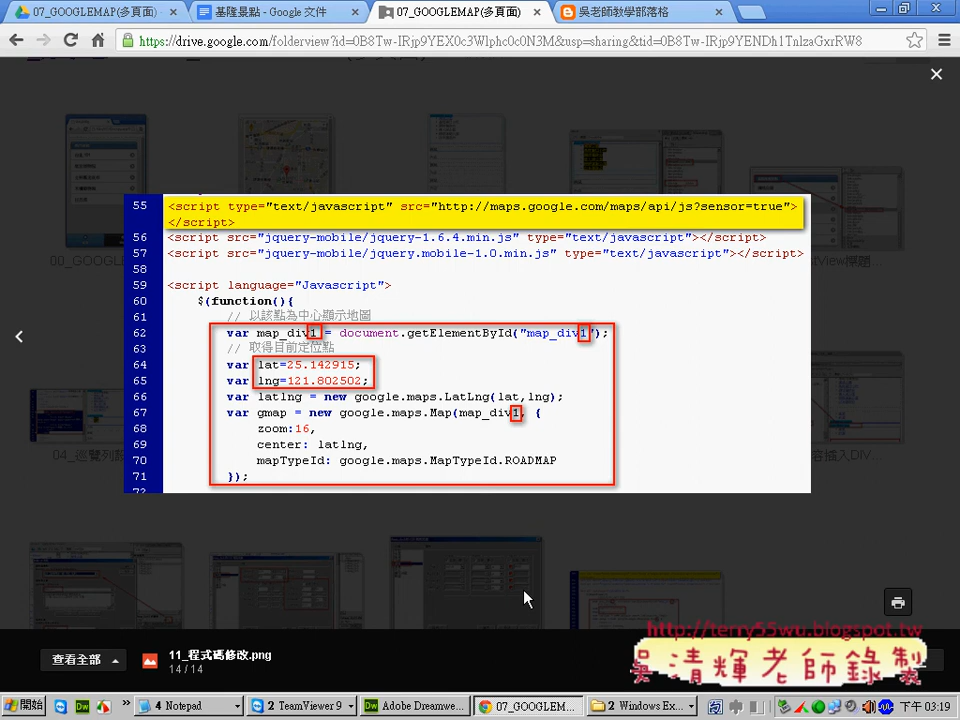 07_GOOGLEMAP(多頁面) -
基隆景點 - Google 文件
07_GOOGLEMAP(多頁面)
吳老師教學部落格
https://drive.google.com/folderview?id=0B8Tw-IRjp9YEX0c3Wlphc0c0N3M&usp=sharing&tid=0B8Tw-IRjp9YENDh1TnlzaGxrRW8
55 <script type="text/javascript" src="http://maps.google.com/maps/api/js?sensor=true">
</script>
56 <script src="jquery-mobile/jquery-1.6.4.min.js" type="text/javascript"></script>
57 <script src="jquery-mobile/jquery.mobile-1.0.min.js" type="text/javascript"></script>
58
59 <script language="Javascript">
60 $(function(){
61 // 以該點為中心顯示地圖
62 var map_div1 = document.getElementById("map_div1");
63 // 取得目前定位點
64 var lat=25.142915;
65 var lng=121.802502;
66 var latlng = new google.maps.LatLng(lat,lng);
67 var gmap = new google.maps.Map(map_div1, {
68 zoom:16,
69 center: latlng,
70 mapTypeId: google.maps.MapTypeId.ROADMAP
71 });
72
00_GOOGL
04_巡覽列
查看全部
11_程式碼修改.png
14 / 14
http://terry55wu.blogspot.tw
吳清輝老師錄製
開始
4 Notepad
2 TeamViewer 9
Adobe Dreamwe...
07_GOOGLEM...
2 Windows Ex...
下午 03:19